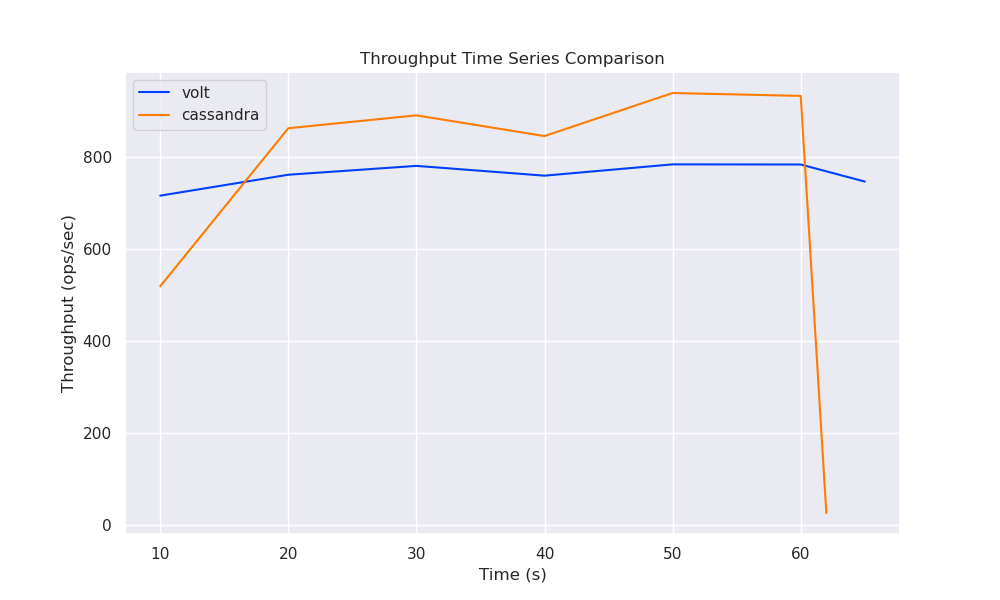 Throughput Time Series Comparison
volt
cassandra
Throughput (ops/sec)
800
600
400
200
0
10 20 30 40 50 60
Time (s)